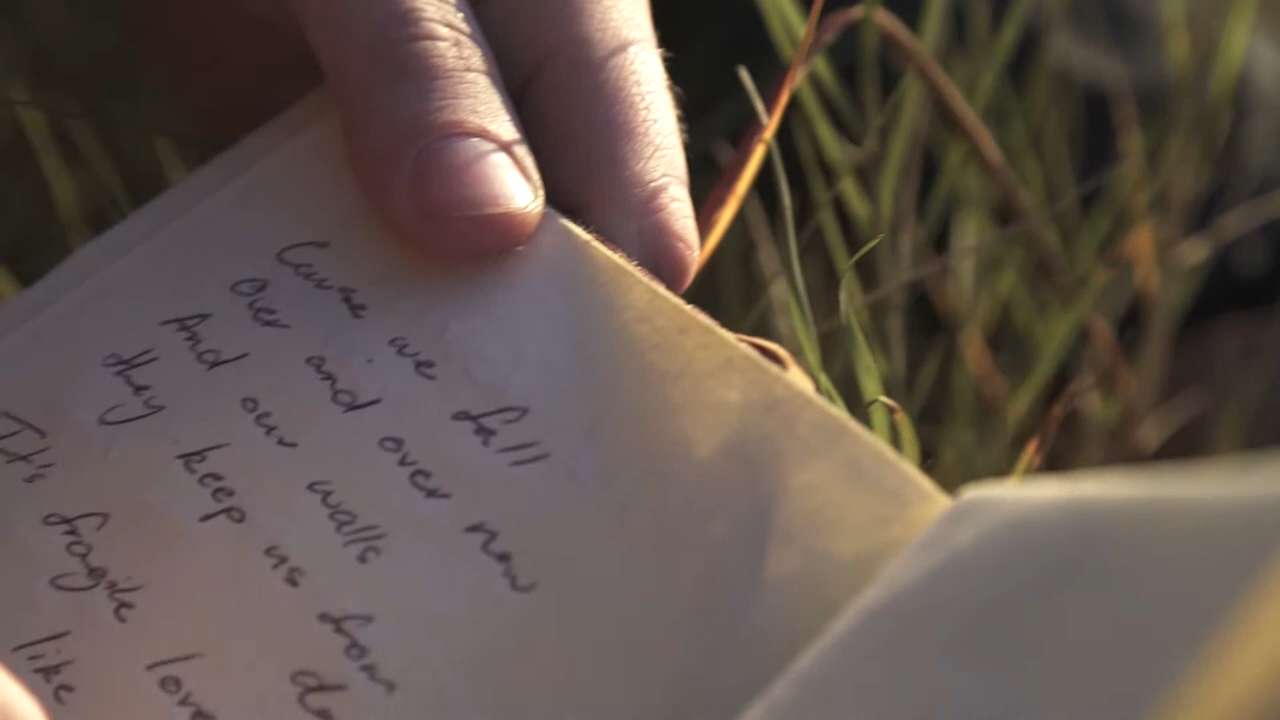 Cause we fall
Over and over now
And our walls
they keep us from
It's fragile love
like